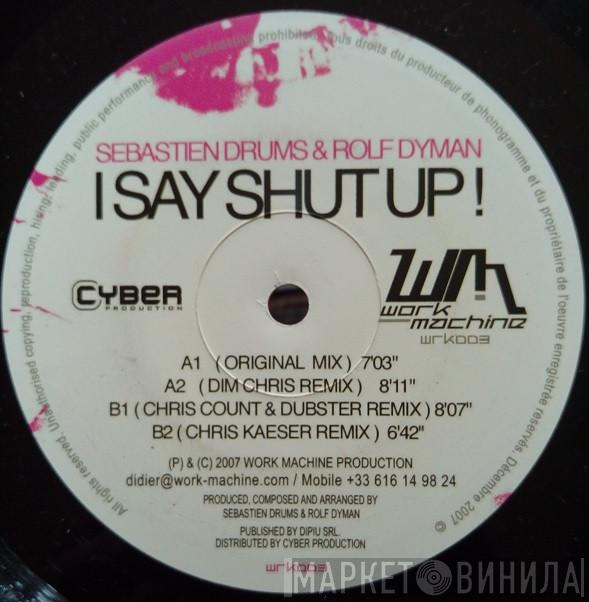 All rights reserved. Unauthorised copying, reproduction, hiring, lending, public performance and broadcasting prohibited. Tous droits du producteur de phonogramme et du propriétaire de l'oeuvre enregistrée réservés. Décembre 2007 ©
SEBASTIEN DRUMS & ROLF DYMAN
I SAY SHUT UP !
CYBER
PRODUCTION
WM
work
machine
wrk003
A1 ( ORIGINAL MIX ) 7'03"
A2 ( DIM CHRIS REMIX ) 8'11"
B1 ( CHRIS COUNT & DUBSTER REMIX ) 8'07"
B2 ( CHRIS KAESER REMIX ) 6'42"
(P) & (C) 2007 WORK MACHINE PRODUCTION
didier@work-machine.com / Mobile +33 616 14 98 24
PRODUCED, COMPOSED AND ARRANGED BY
SEBASTIEN DRUMS & ROLF DYMAN
PUBLISHED BY DIPIU SRL.
DISTRIBUTED BY CYBER PRODUCTION
wrk003
МАРКЕТ ВИНИЛА